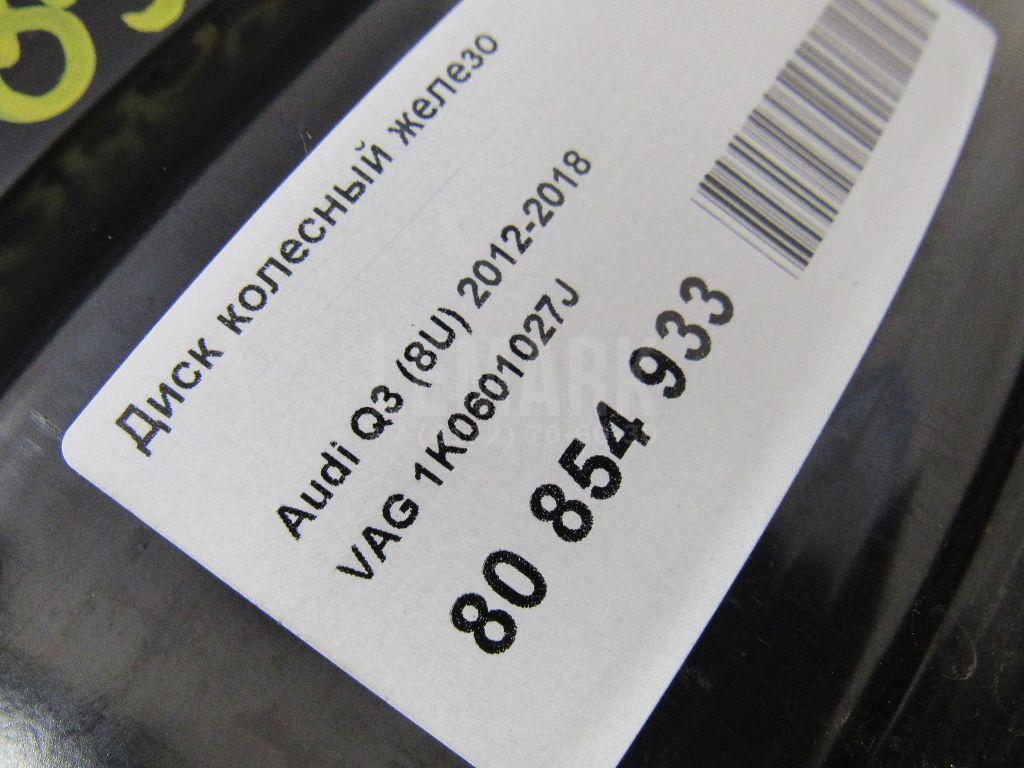 Диск колесный железо
Audi Q3 (8U) 2012-2018
VAG 1K0601027J
80 854 933